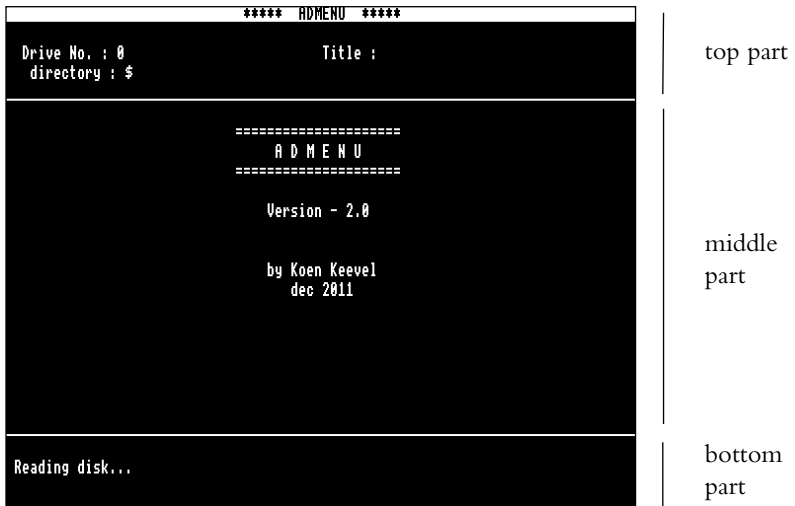 ***** ADMENU *****
Drive No. : 0 Title :
directory : $
top part
=====================
A D M E N U
=====================
Version - 2.0
by Koen Keevel
dec 2011
middle
part
Reading disk...
bottom
part